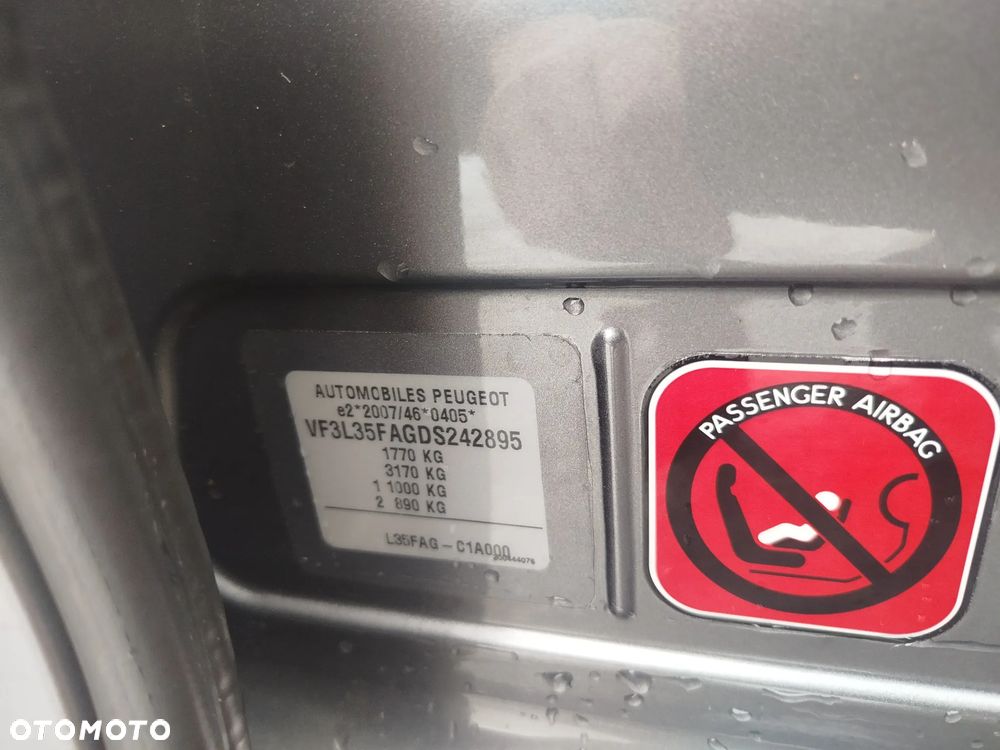 AUTOMOBILES PEUGEOT
e2*2007/46*0405*
VF3L35FAGDS242895
1770 KG
3170 KG
1 1000 KG
2 890 KG
L35FAG - C1A000
PASSENGER AIRBAG
OTOMOTO